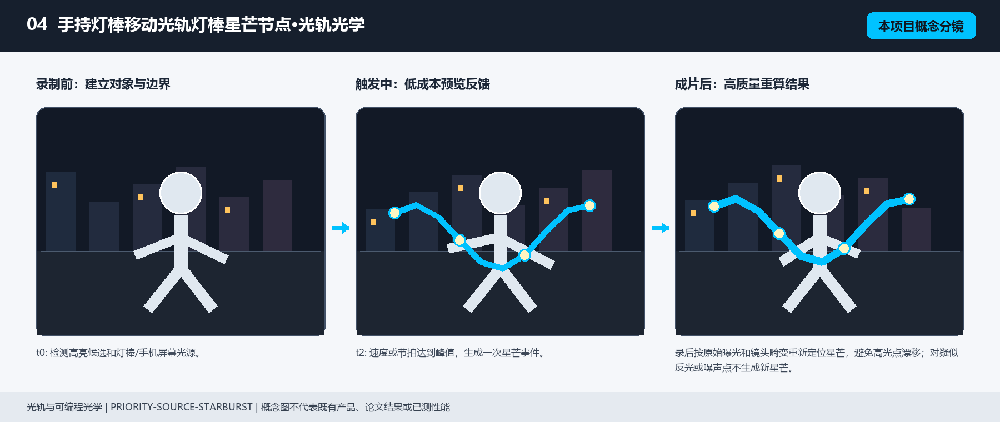 04 手持灯棒移动光轨灯棒星芒节点•光轨光学
本项目概念分镜
录制前：建立对象与边界
触发中：低成本预览反馈
成片后：高质量重算结果
t0: 检测高亮候选和灯棒/手机屏幕光源。
t2: 速度或节拍达到峰值，生成一次星芒事件。
录后按原始曝光和镜头畸变重新定位星芒，避免高光点漂移；对疑似
反光或噪声点不生成新星芒。
光轨与可编程光学 | PRIORITY-SOURCE-STARBURST | 概念图不代表既有产品、论文结果或已测性能